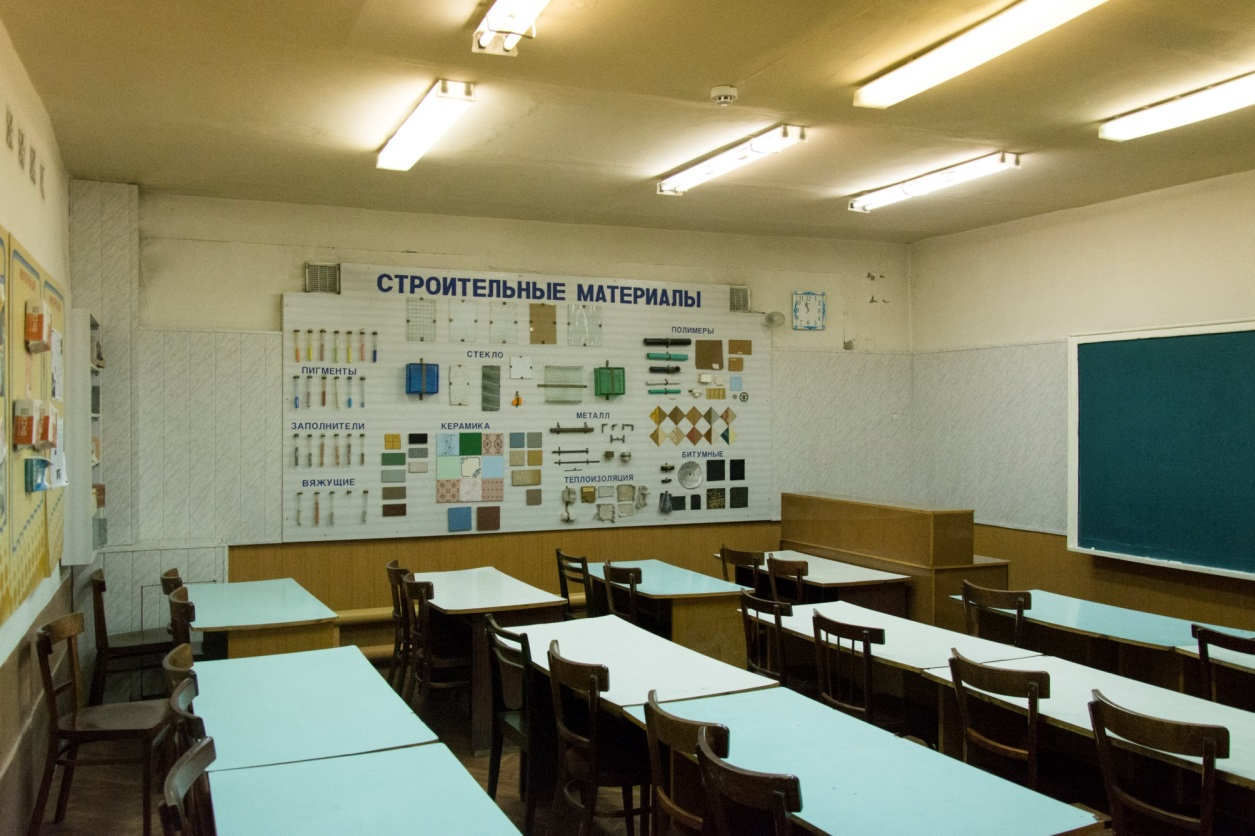 СТРОИТЕЛЬНЫЕ МАТЕРИАЛЫ
ПОЛИМЕРЫ
СТЕКЛО
ПИГМЕНТЫ
МЕТАЛЛ
ЗАПОЛНИТЕЛИ
КЕРАМИКА
БИТУМНЫЕ
ТЕПЛОИЗОЛЯЦИЯ
ВЯЖУЩИЕ